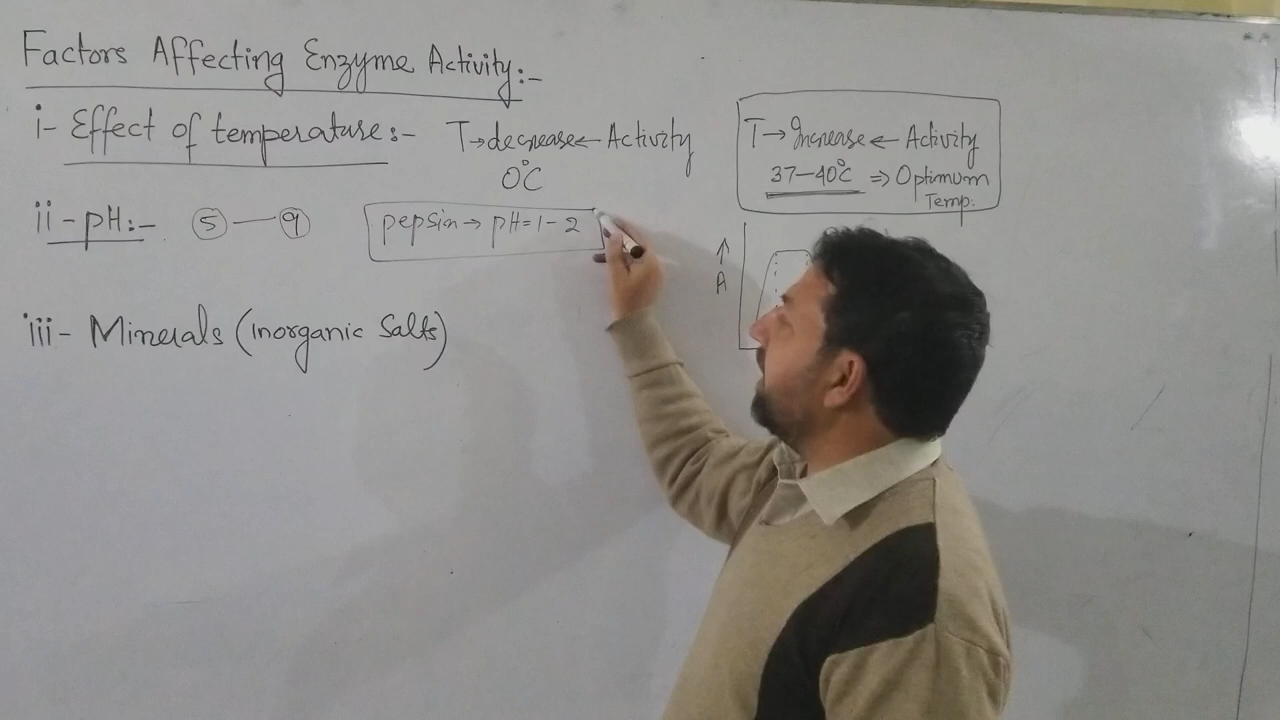 Factors Affecting Enzyme Activity:-
i- Effect of temperature:- T→decrease← Activity
0°C
T→ Increase ← Activity
37–40°C ⇒ Optimum
Temp.
ii - pH:- 5 — 9 pepsin → pH=1-2
↑
A
iii- Minerals (inorganic Salts)